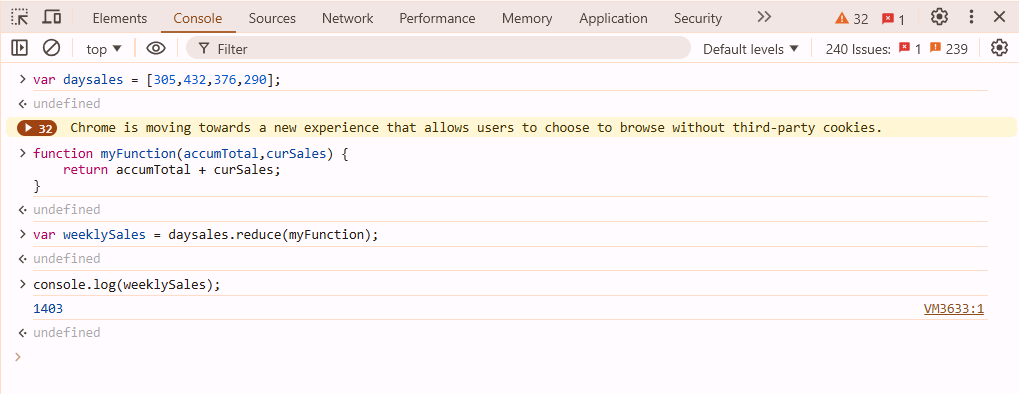 Elements Console Sources Network Performance Memory Application Security 32 1
top Filter Default levels 240 Issues: 1 239
var daysales = [305,432,376,290];
undefined
32 Chrome is moving towards a new experience that allows users to choose to browse without third-party cookies.
function myFunction(accumTotal,curSales) {
    return accumTotal + curSales;
}
undefined
var weeklySales = daysales.reduce(myFunction);
undefined
console.log(weeklySales);
1403 VM3633:1
undefined